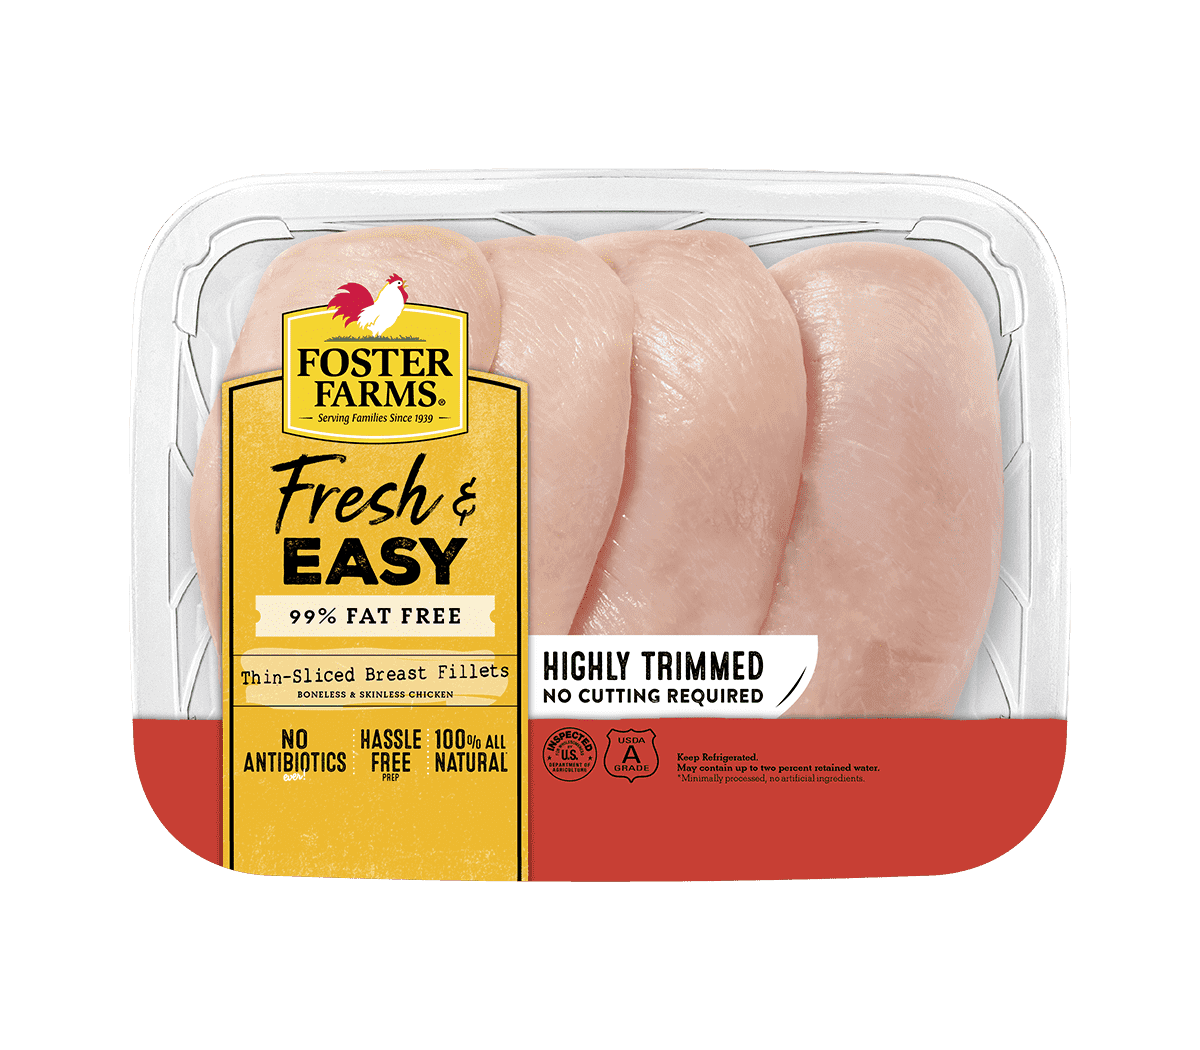 FOSTER
FARMS®
Serving Families Since 1939
Fresh &
EASY
99% FAT FREE
Thin-Sliced Breast Fillets
BONELESS & SKINLESS CHICKEN
NO
ANTIBIOTICS
ever!
HASSLE
FREE
PREP
100% ALL
NATURAL*
HIGHLY TRIMMED
NO CUTTING REQUIRED
INSPECTED
FOR WHOLESOMENESS
BY
U.S.
DEPARTMENT OF
AGRICULTURE
USDA
A
GRADE
Keep Refrigerated.
May contain up to two percent retained water.
*Minimally processed, no artificial ingredients.